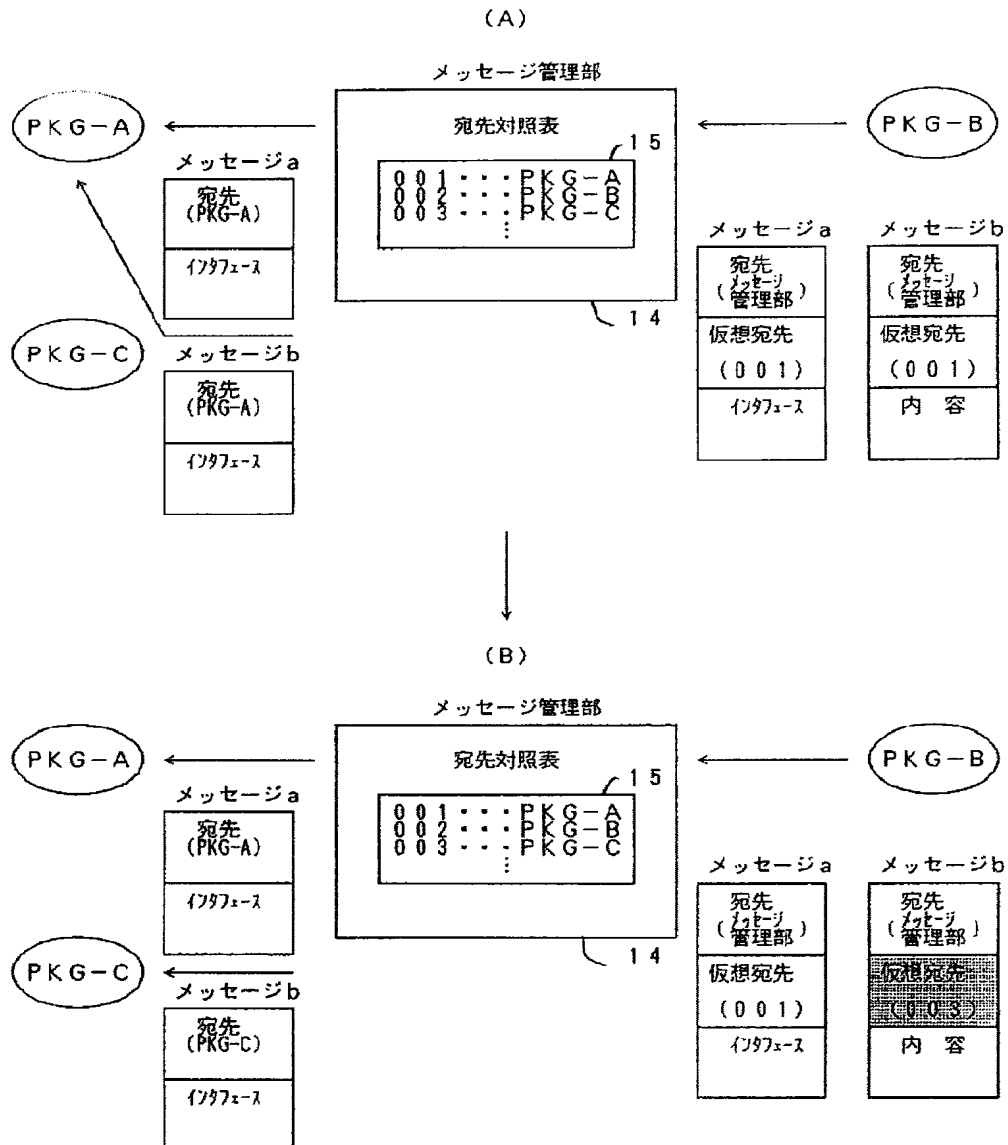 (A)
メッセージ管理部
PKG-A
宛先対照表
PKG-B
15
001・・・PKG-A
002・・・PKG-B
003・・・PKG-C
⋮
14
メッセージa
宛先
(PKG-A)
インタフェース
PKG-C
メッセージb
宛先
(PKG-A)
インタフェース
メッセージa
宛先
(メッセージ
管理部)
仮想宛先
(001)
インタフェース
メッセージb
宛先
(メッセージ
管理部)
仮想宛先
(001)
内 容
(B)
メッセージ管理部
PKG-A
宛先対照表
PKG-B
15
001・・・PKG-A
002・・・PKG-B
003・・・PKG-C
⋮
14
メッセージa
宛先
(PKG-A)
インタフェース
PKG-C
メッセージb
宛先
(PKG-C)
インタフェース
メッセージa
宛先
(メッセージ
管理部)
仮想宛先
(001)
インタフェース
メッセージb
宛先
(メッセージ
管理部)
仮想宛先
(003)
内 容